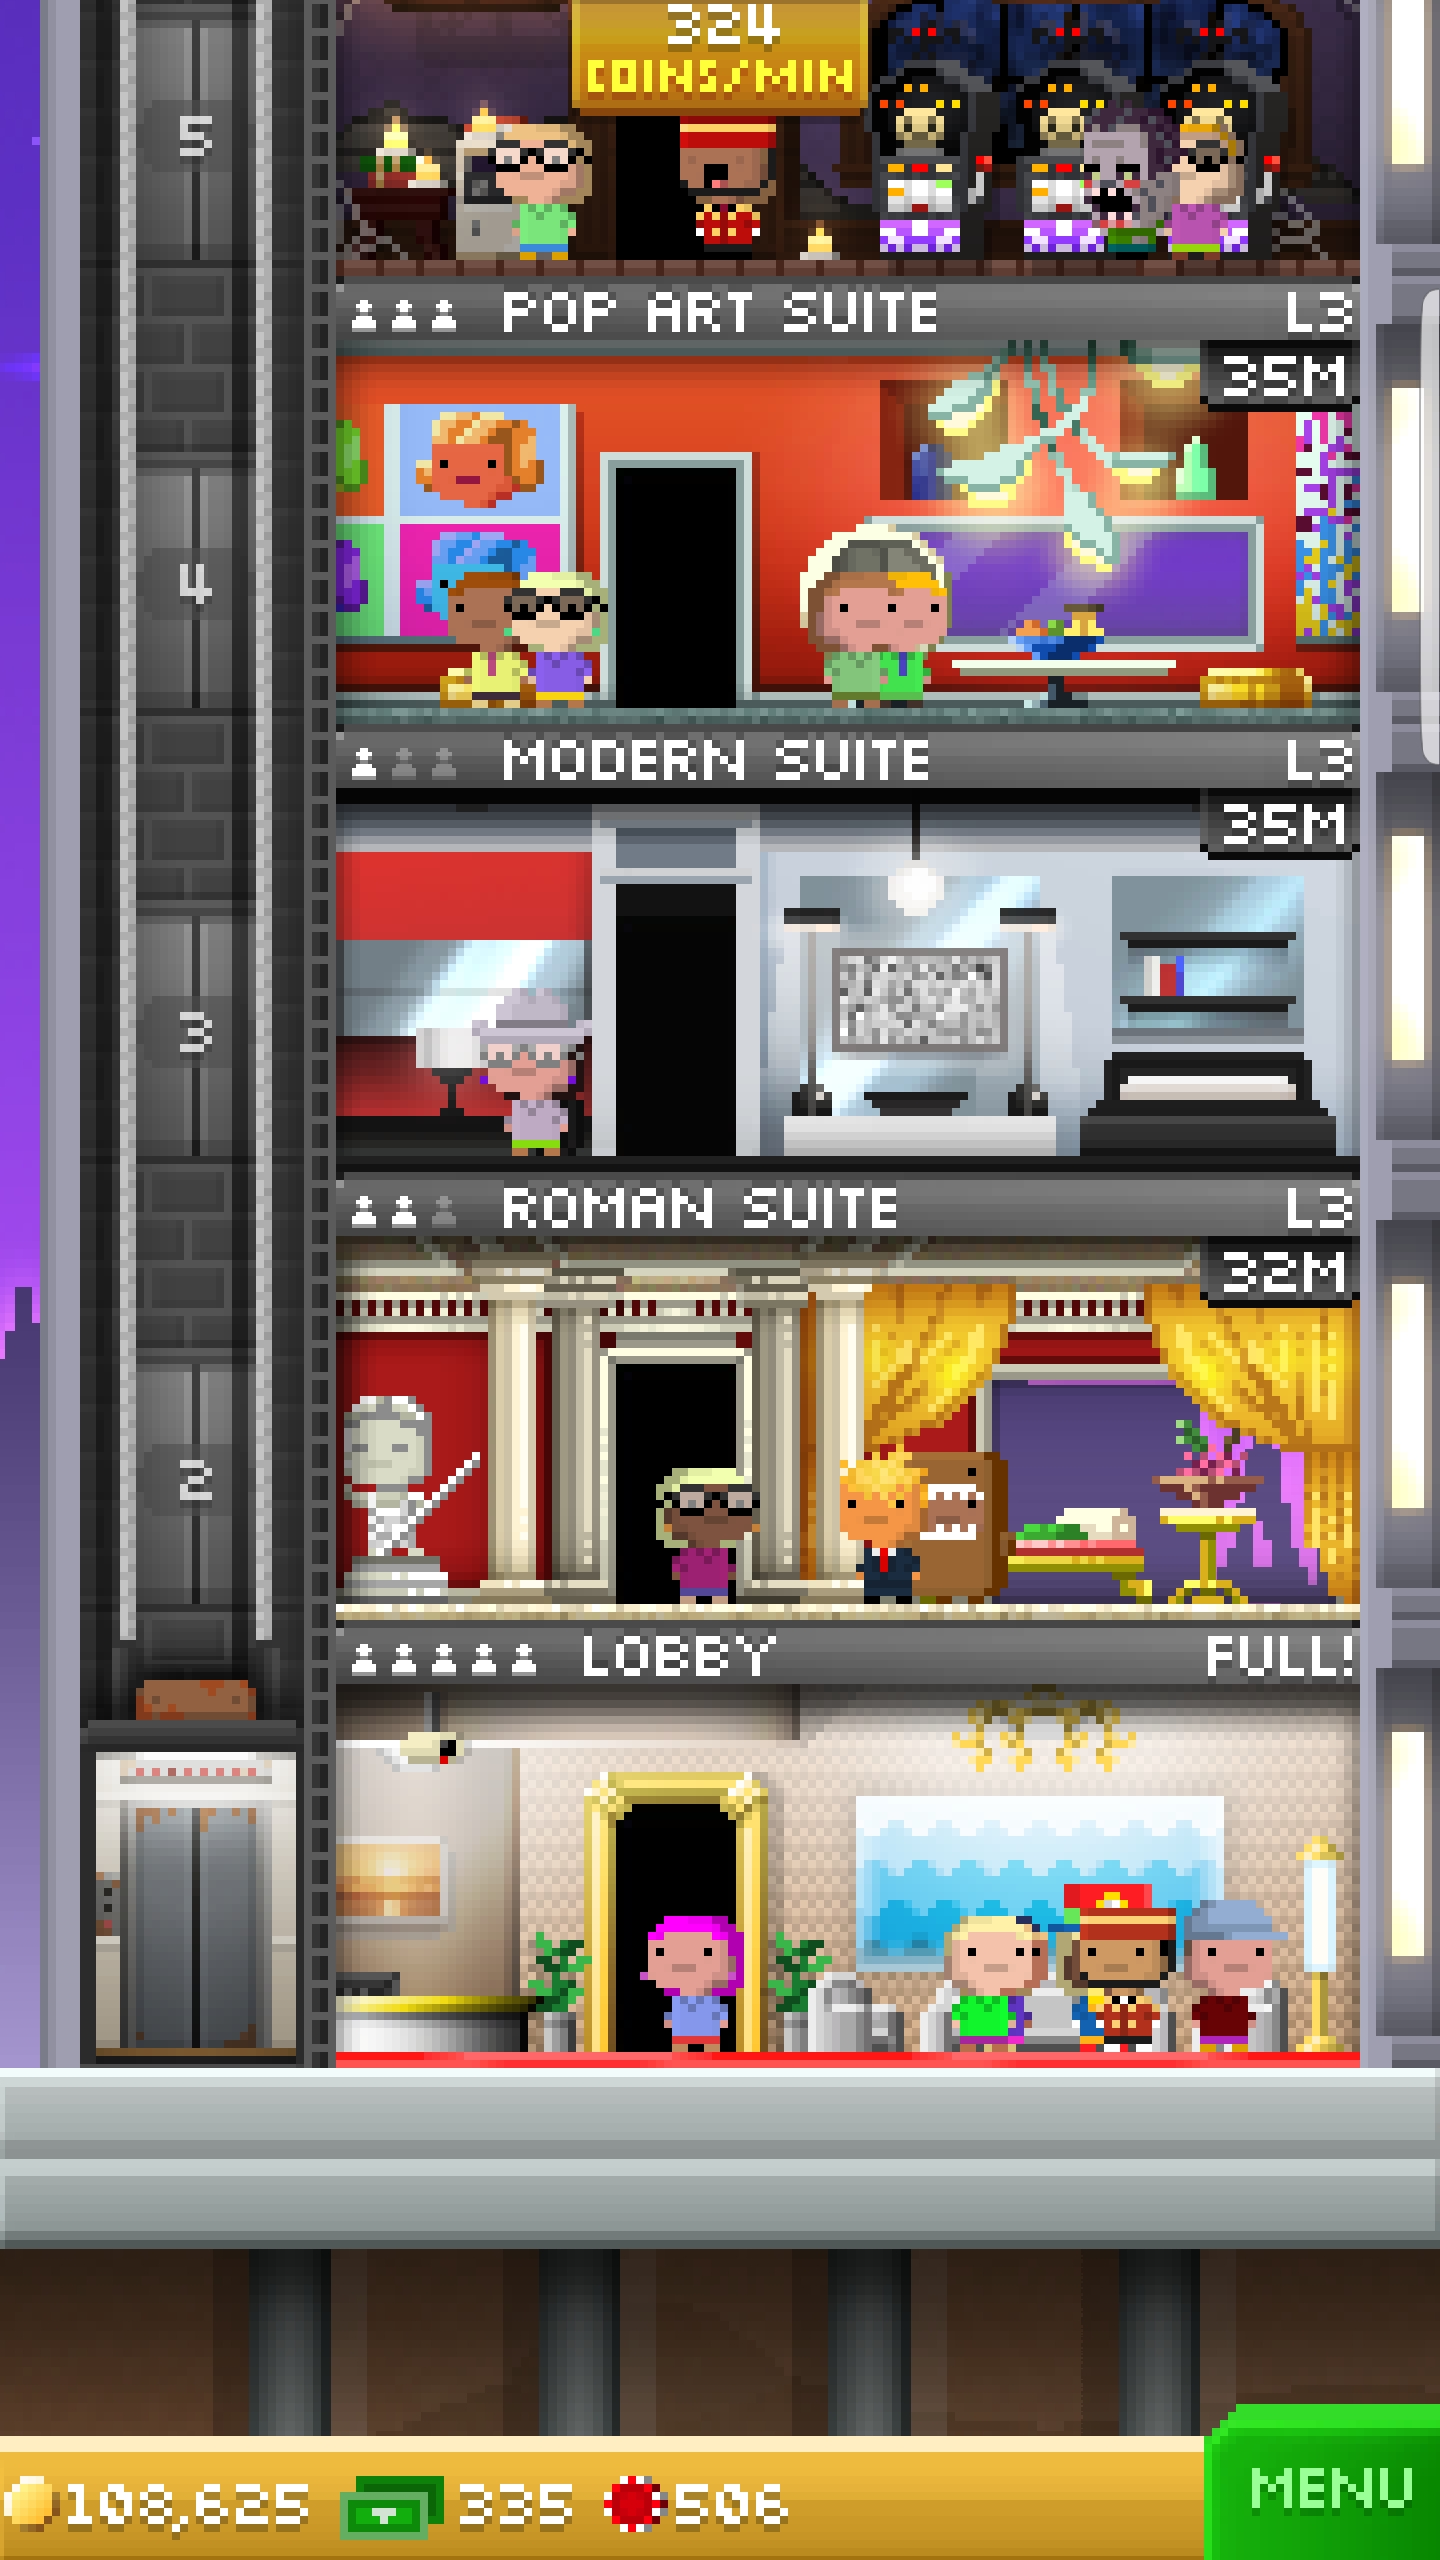 324
COINS/MIN
5
POP ART SUITE L3
35M
4
MODERN SUITE L3
35M
3
ROMAN SUITE L3
32M
2
LOBBY FULL!
108,625 335 506
MENU